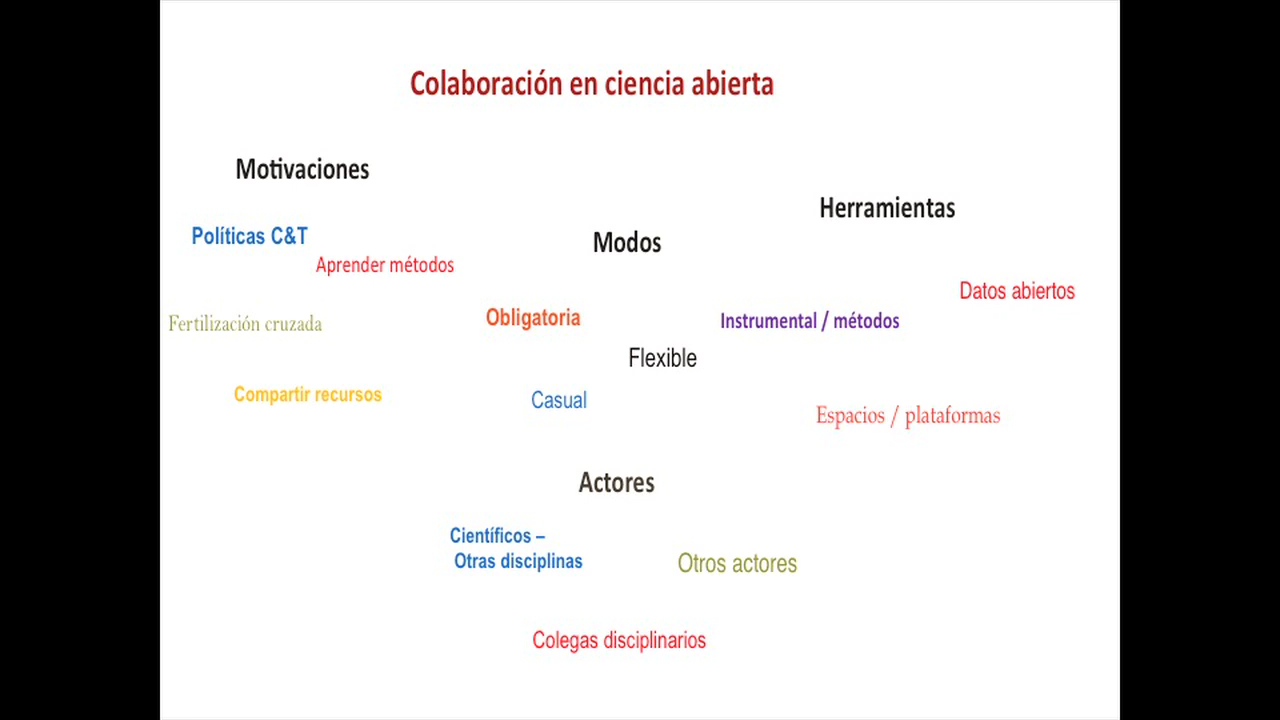 Colaboración en ciencia abierta
Motivaciones
Políticas C&T
Aprender métodos
Fertilización cruzada
Compartir recursos
Modos
Obligatoria
Flexible
Casual
Herramientas
Datos abiertos
Instrumental / métodos
Espacios / plataformas
Actores
Científicos –
Otras disciplinas
Otros actores
Colegas disciplinarios